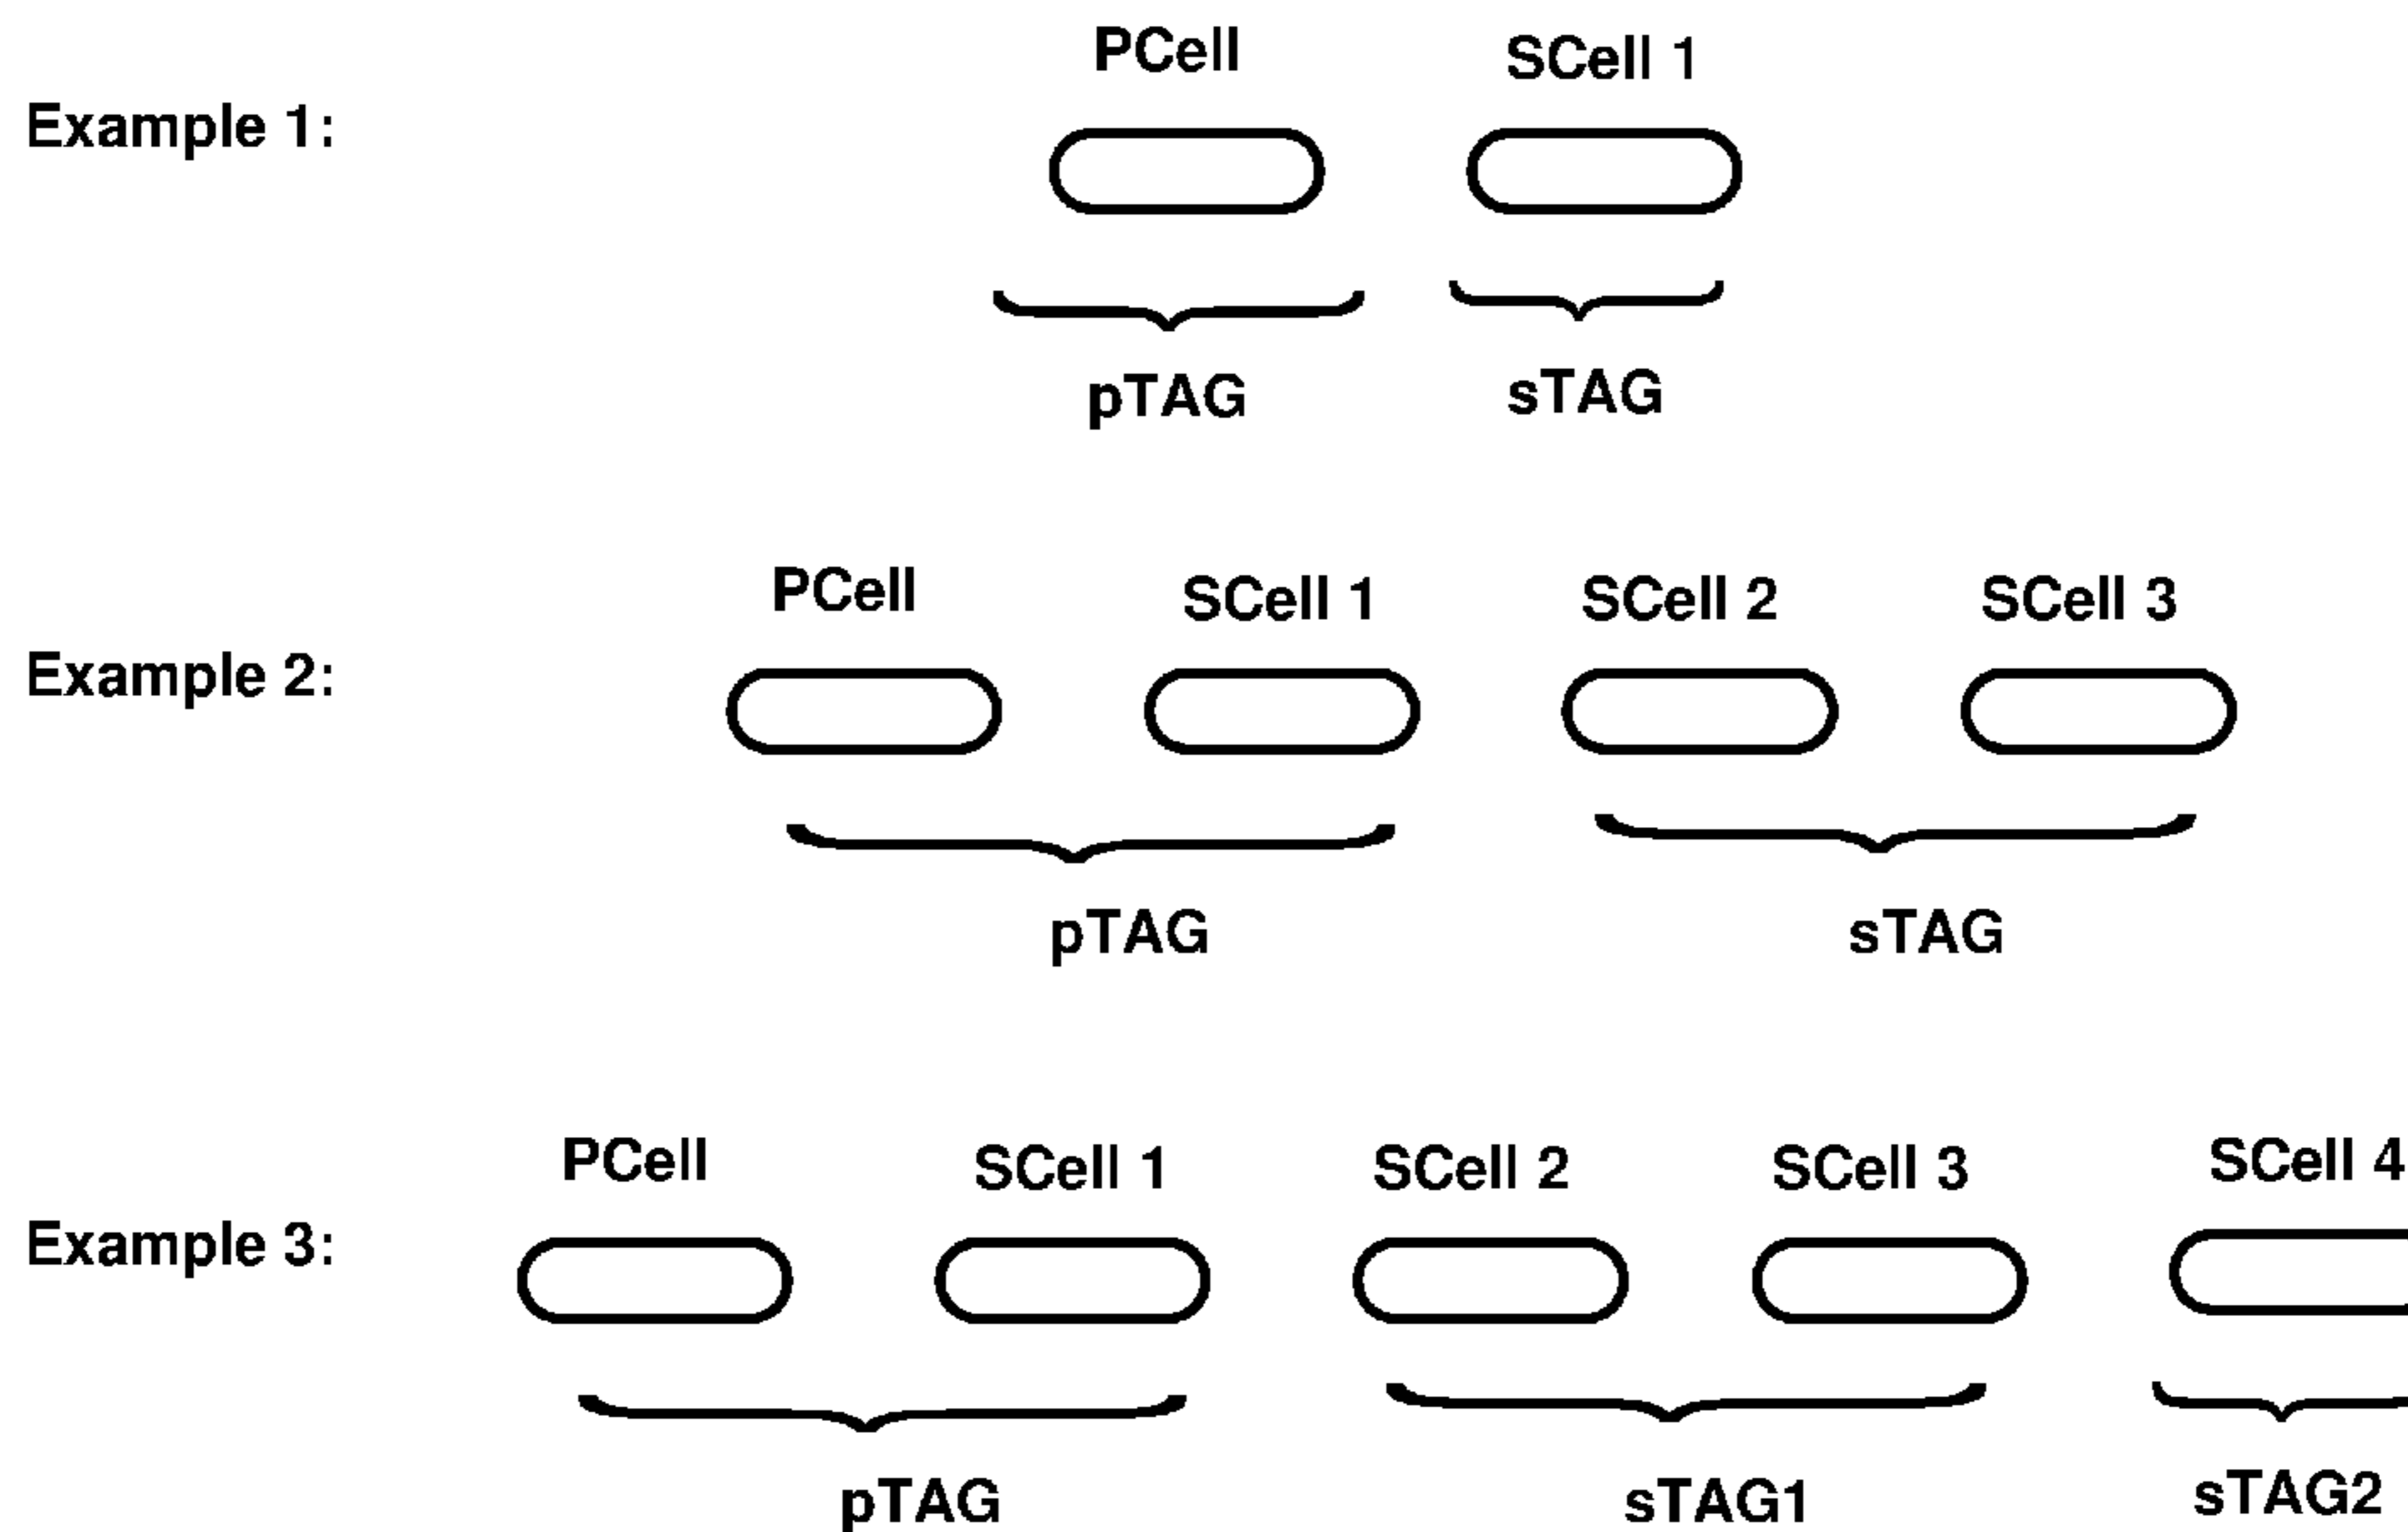 PCell SCell 1
Example 1:
pTAG sTAG
PCell SCell 1 SCell 2 SCell 3
Example 2:
pTAG sTAG
PCell SCell 1 SCell 2 SCell 3 SCell 4
Example 3:
pTAG sTAG1 sTAG2